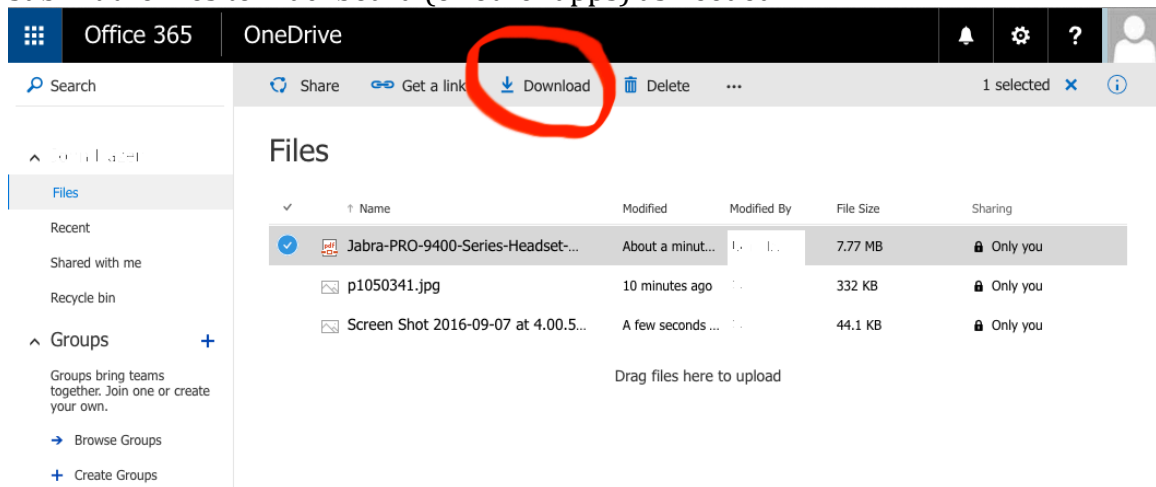 Office 365 OneDrive ?
Search Share Get a link Download Delete ... 1 selected
Files
Files
✓ ↑ Name Modified Modified By File Size Sharing
Recent
Jabra-PRO-9400-Series-Headset-... About a minut... 7.77 MB Only you
Shared with me
p1050341.jpg 10 minutes ago 332 KB Only you
Recycle bin
Screen Shot 2016-09-07 at 4.00.5... A few seconds ... 44.1 KB Only you
Groups +
Groups bring teams
together. Join one or create
your own.
Drag files here to upload
Browse Groups
+ Create Groups